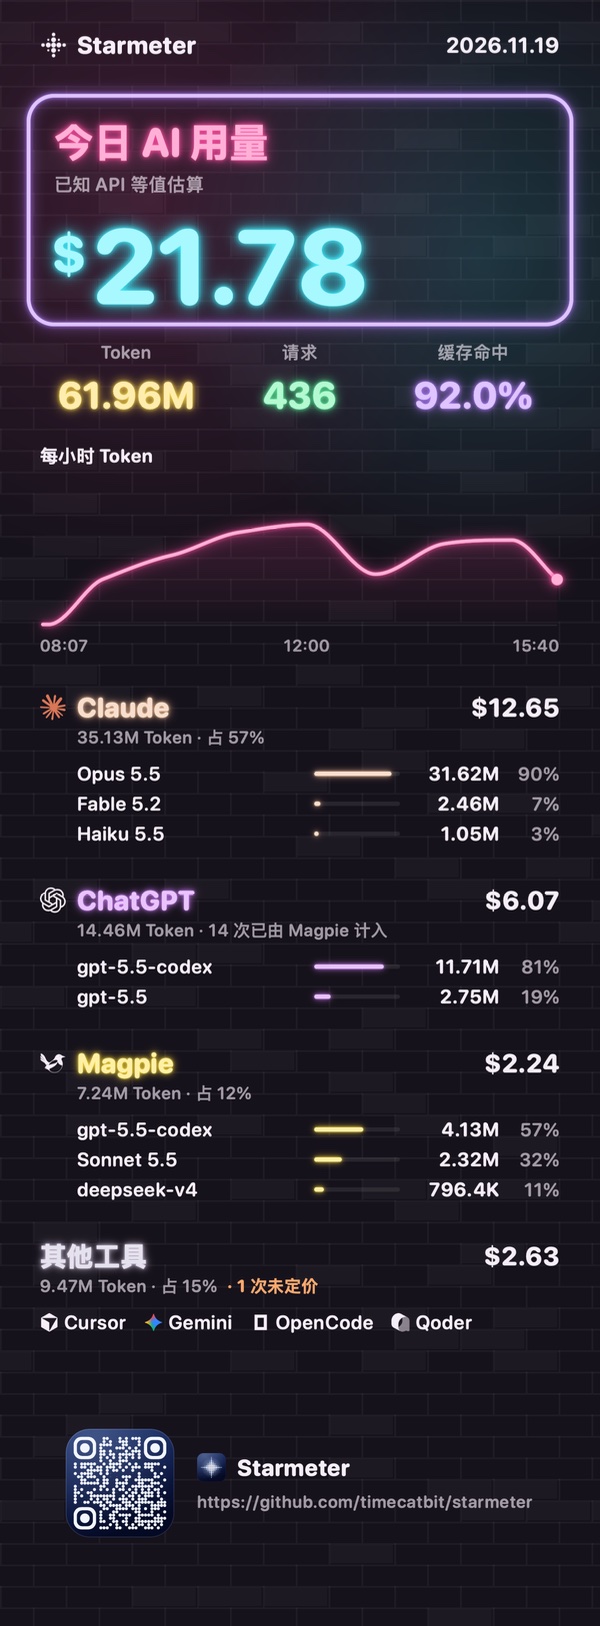 Starmeter 2026.11.19
今日 AI 用量
已知 API 等值估算
$21.78
Token 请求 缓存命中
61.96M 436 92.0%
每小时 Token
08:07 12:00 15:40
Claude $12.65
35.13M Token · 占 57%
Opus 5.5 31.62M 90%
Fable 5.2 2.46M 7%
Haiku 5.5 1.05M 3%
ChatGPT $6.07
14.46M Token · 14 次已由 Magpie 计入
gpt-5.5-codex 11.71M 81%
gpt-5.5 2.75M 19%
Magpie $2.24
7.24M Token · 占 12%
gpt-5.5-codex 4.13M 57%
Sonnet 5.5 2.32M 32%
deepseek-v4 796.4K 11%
其他工具 $2.63
9.47M Token · 占 15% · 1 次未定价
Cursor Gemini OpenCode Qoder
Starmeter
https://github.com/timecatbit/starmeter